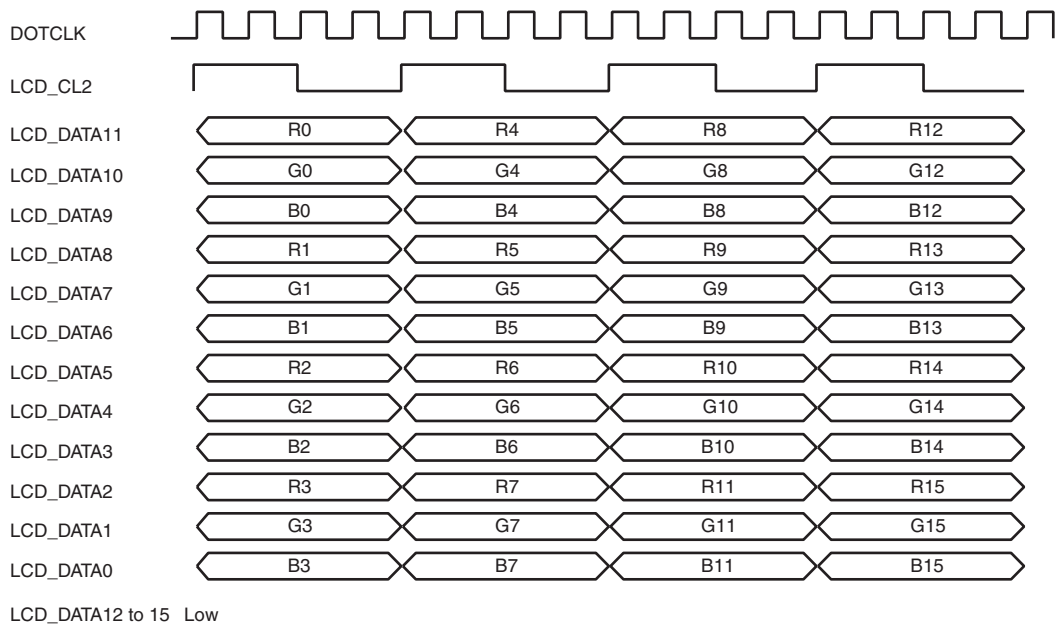 DOTCLK
LCD_CL2
LCD_DATA11 R0 R4 R8 R12
LCD_DATA10 G0 G4 G8 G12
LCD_DATA9 B0 B4 B8 B12
LCD_DATA8 R1 R5 R9 R13
LCD_DATA7 G1 G5 G9 G13
LCD_DATA6 B1 B5 B9 B13
LCD_DATA5 R2 R6 R10 R14
LCD_DATA4 G2 G6 G10 G14
LCD_DATA3 B2 B6 B10 B14
LCD_DATA2 R3 R7 R11 R15
LCD_DATA1 G3 G7 G11 G15
LCD_DATA0 B3 B7 B11 B15
LCD_DATA12 to 15 Low